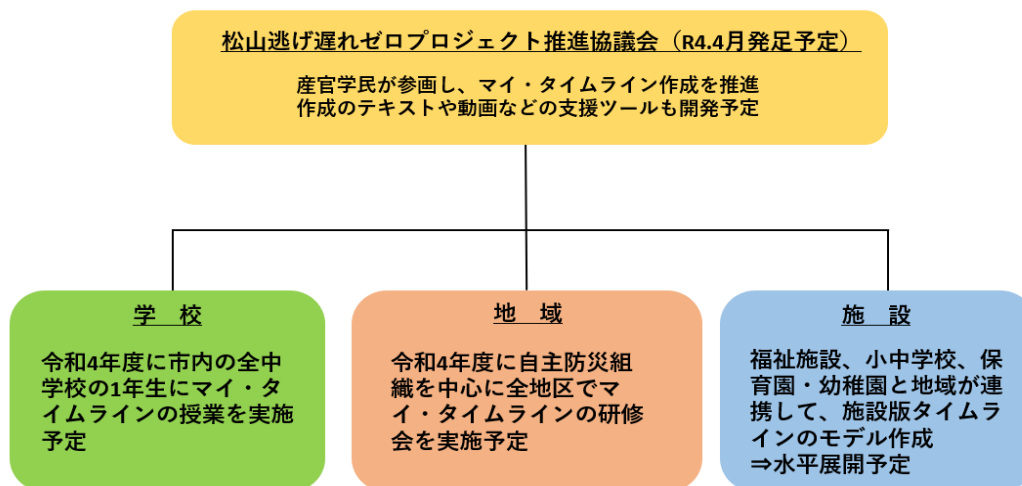 松山逃げ遅れゼロプロジェクト推進協議会（R4.4月発足予定）
産官学民が参画し、マイ・タイムライン作成を推進
作成のテキストや動画などの支援ツールも開発予定
学　校
令和4年度に市内の全中
学校の1年生にマイ・タ
イムラインの授業を実施
予定
地　域
令和4年度に自主防災組
織を中心に全地区でマ
イ・タイムラインの研修
会を実施予定
施　設
福祉施設、小中学校、保
育園・幼稚園と地域が連
携して、施設版タイムラ
インのモデル作成
⇒水平展開予定